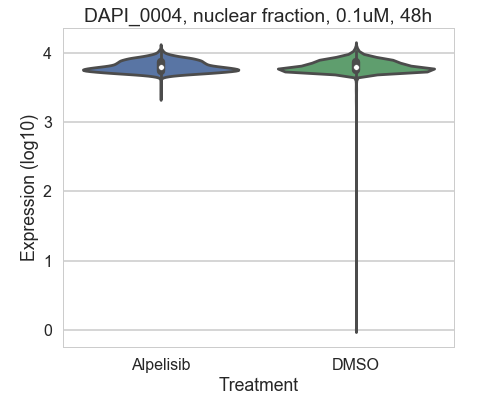 DAPI_0004, nuclear fraction, 0.1uM, 48h
4
3
2
1
0
Expression (log10)
Alpelisib
DMSO
Treatment